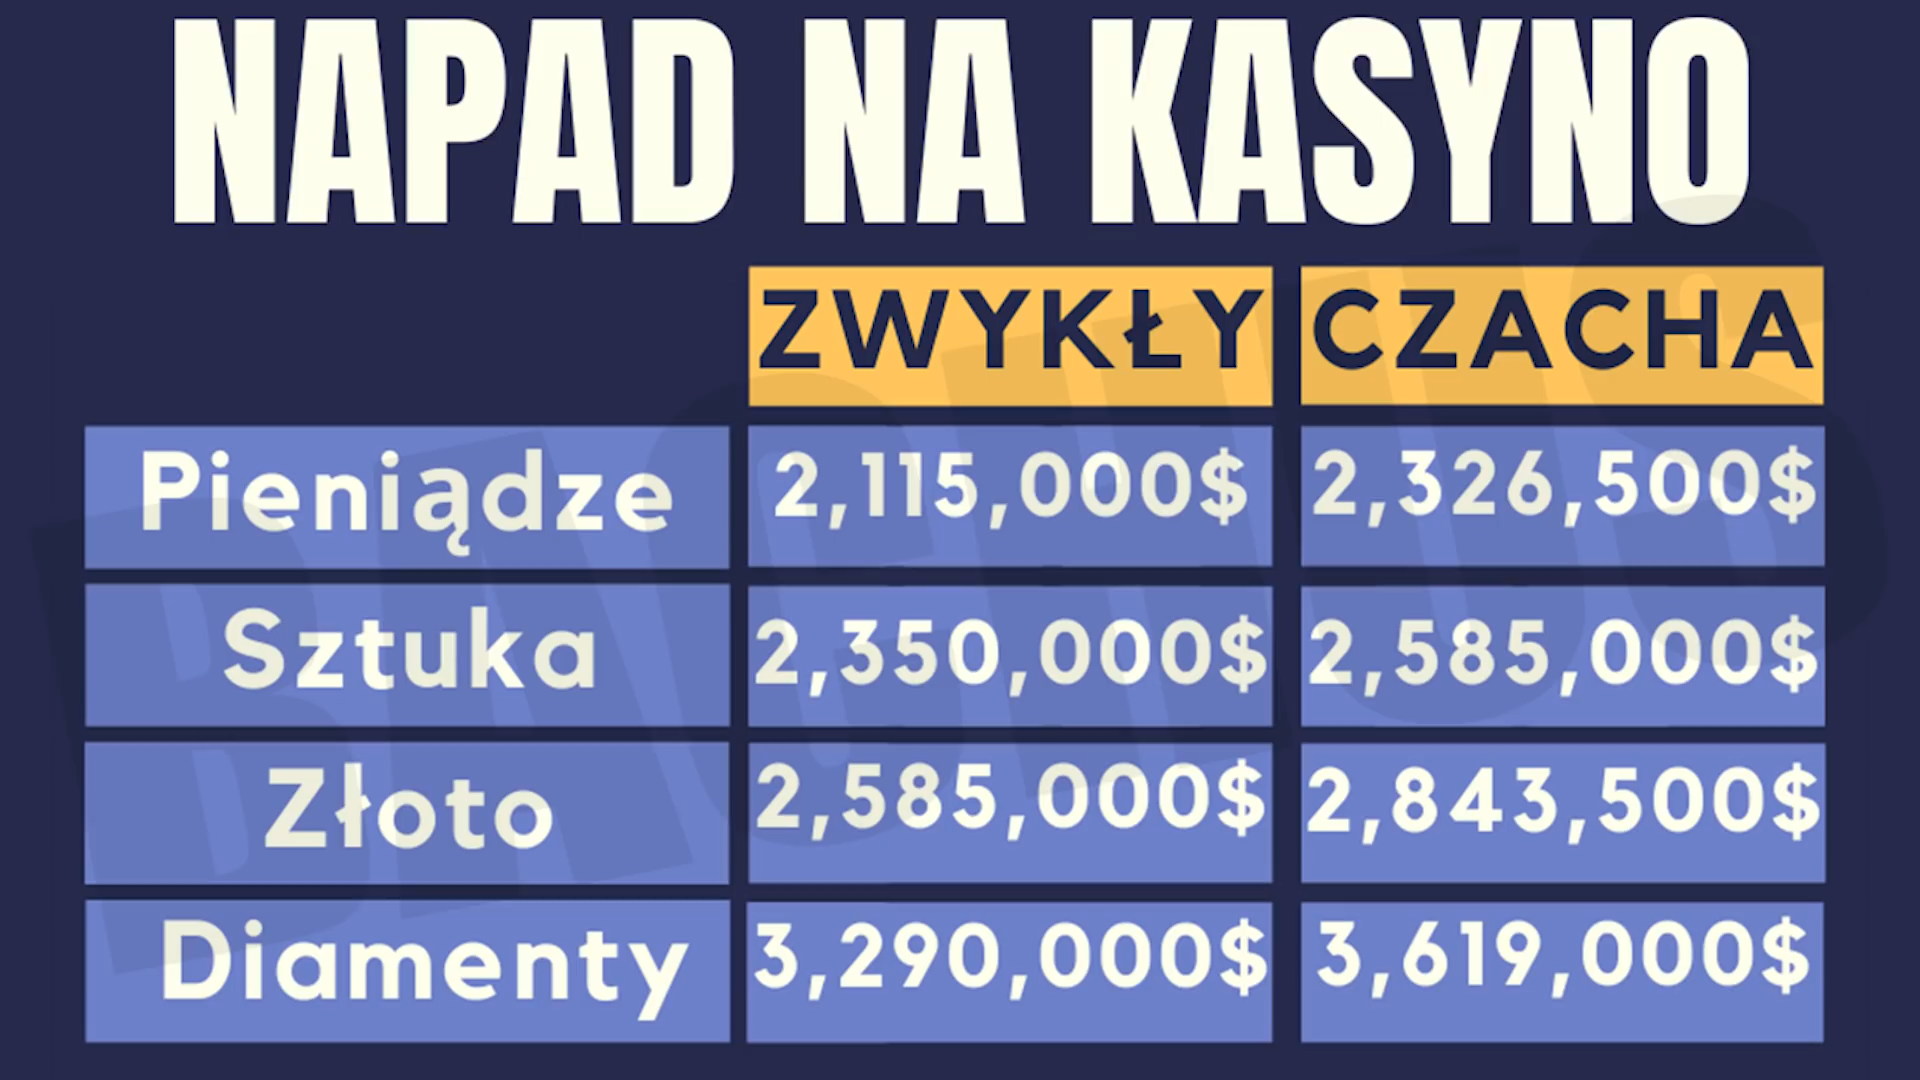 NAPAD NA KASYNO
ZWYKŁY CZACHA
Pieniądze 2,115,000$ 2,326,500$
Sztuka 2,350,000$ 2,585,000$
Złoto 2,585,000$ 2,843,500$
Diamenty 3,290,000$ 3,619,000$